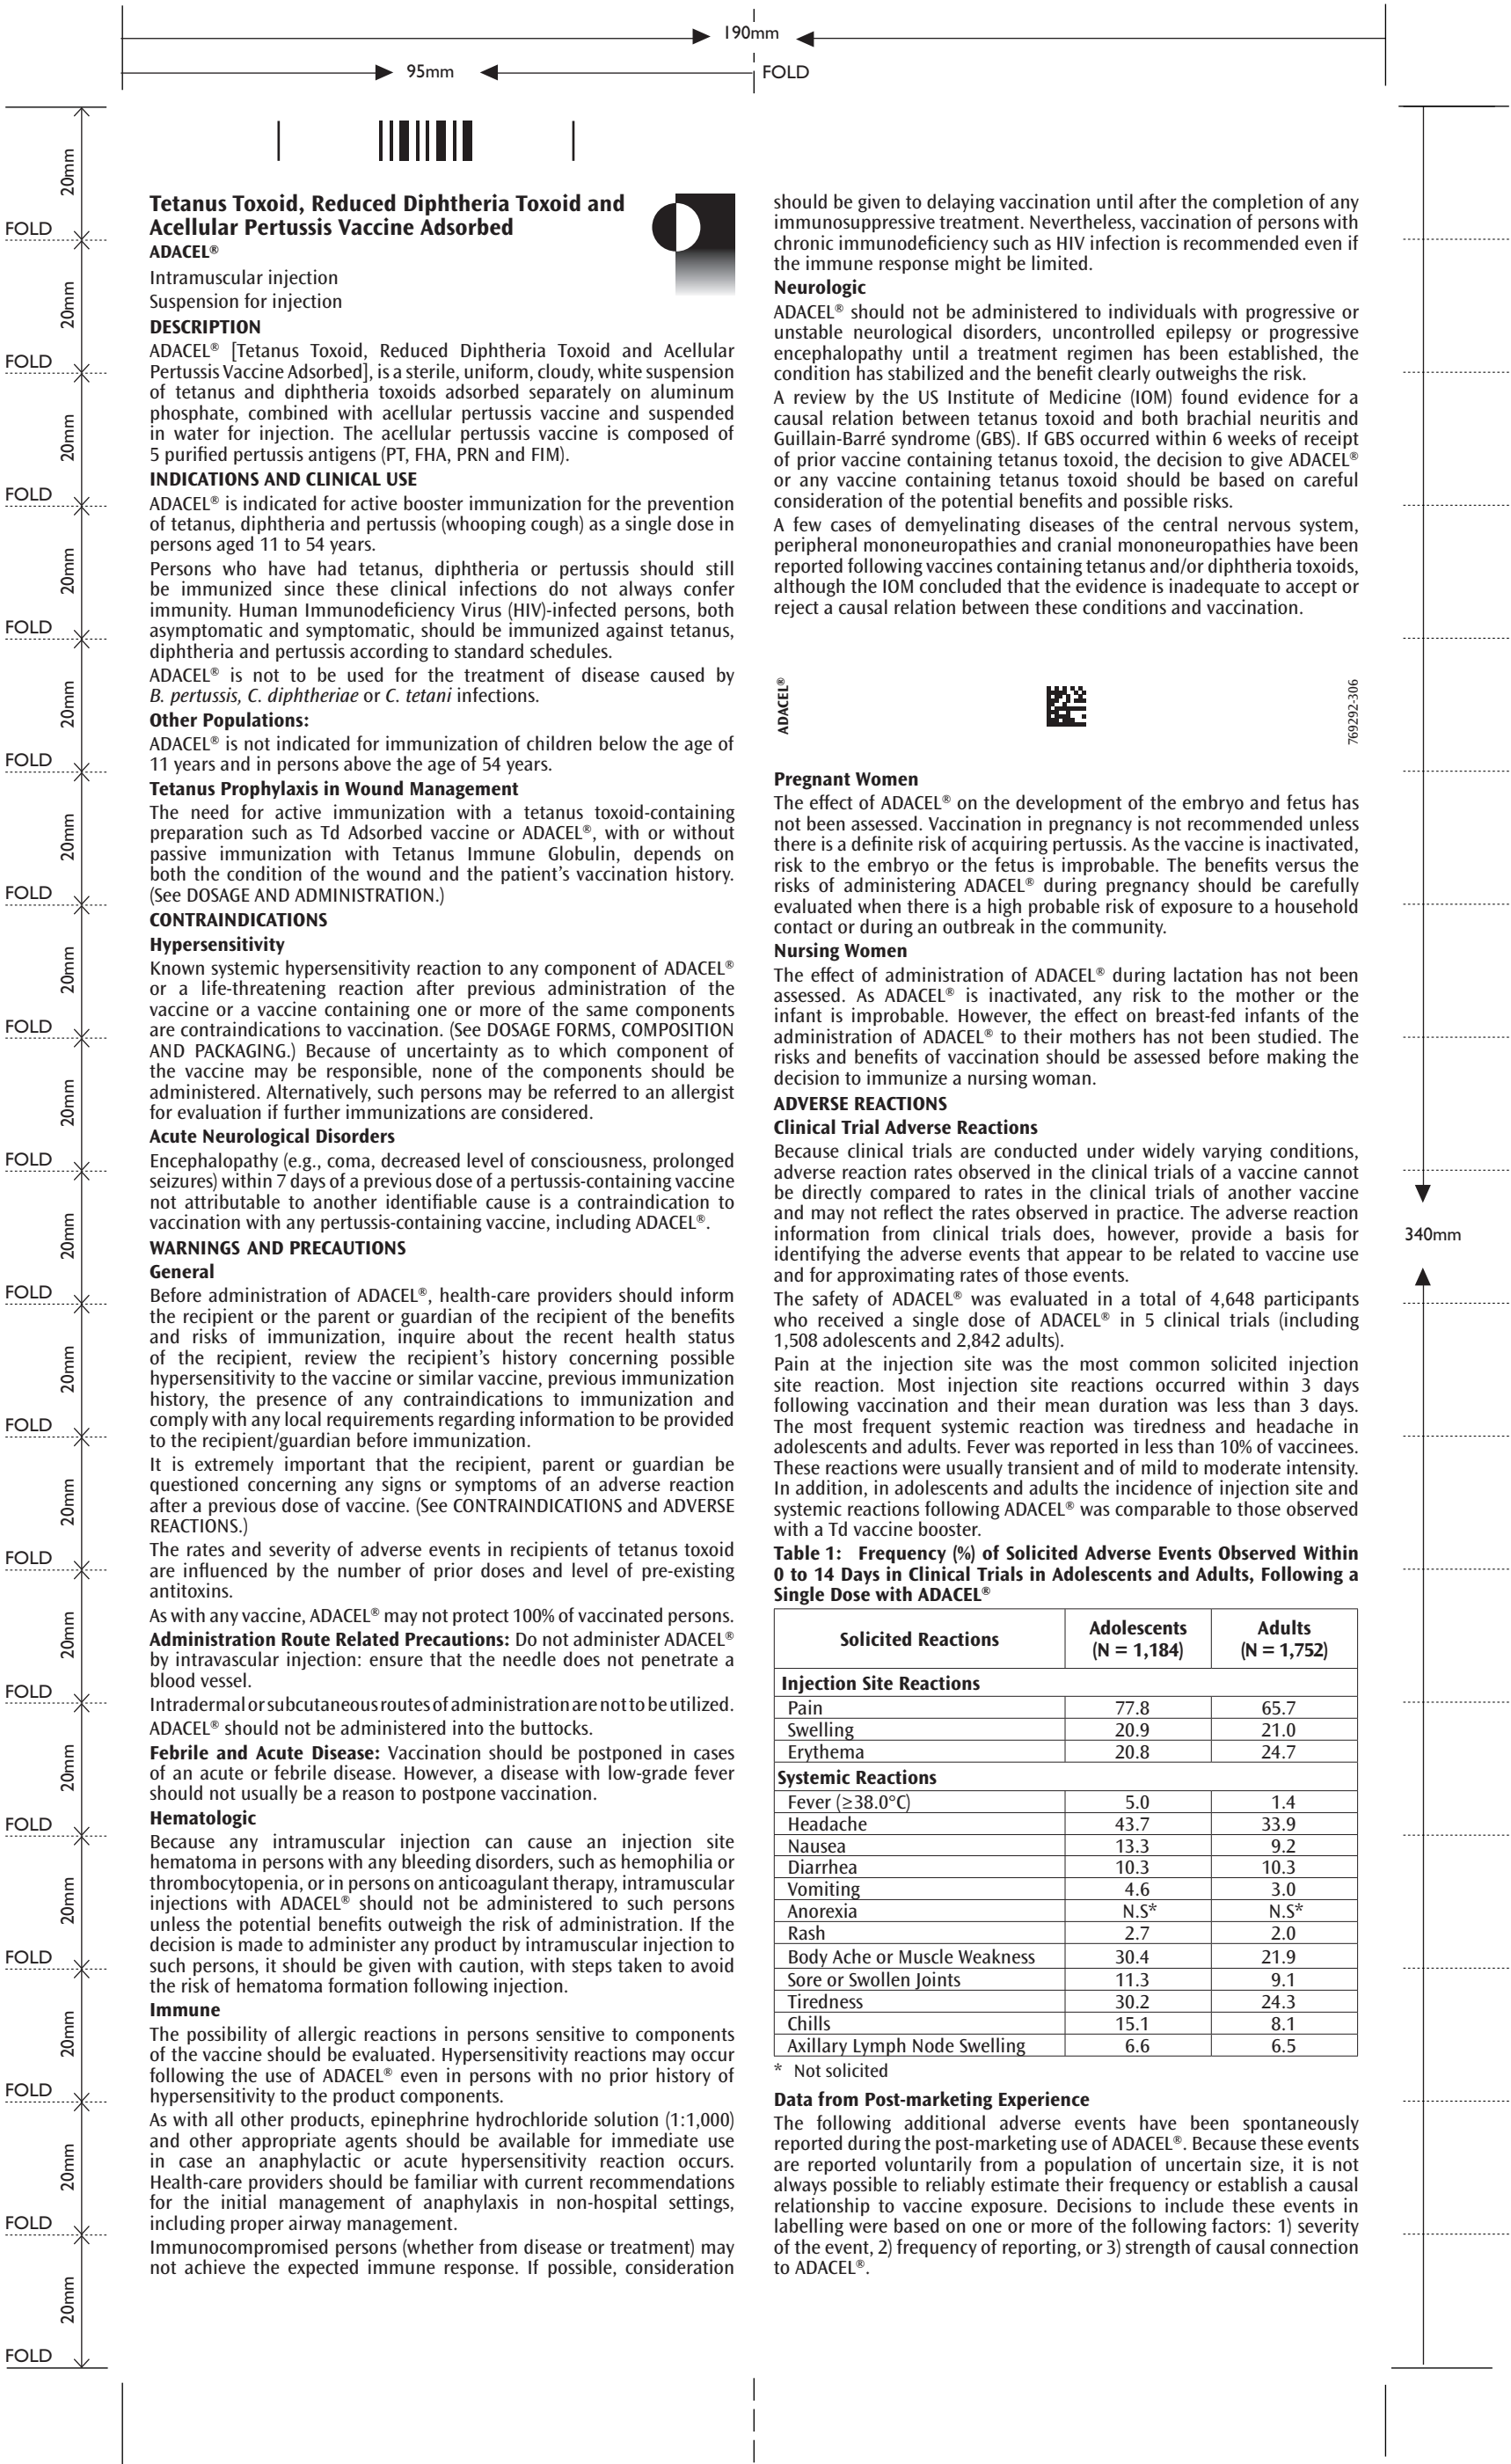 190mm
95mm
FOLD
20mm
FOLD
20mm
FOLD
20mm
FOLD
20mm
FOLD
20mm
FOLD
20mm
FOLD
20mm
FOLD
20mm
FOLD
20mm
FOLD
20mm
FOLD
20mm
FOLD
20mm
FOLD
20mm
FOLD
20mm
FOLD
20mm
FOLD
20mm
FOLD
20mm
FOLD
Tetanus Toxoid, Reduced Diphtheria Toxoid and
Acellular Pertussis Vaccine Adsorbed
ADACEL®
Intramuscular injection
Suspension for injection
DESCRIPTION
ADACEL® [Tetanus Toxoid, Reduced Diphtheria Toxoid and Acellular
Pertussis Vaccine Adsorbed], is a sterile, uniform, cloudy, white suspension
of tetanus and diphtheria toxoids adsorbed separately on aluminum
phosphate, combined with acellular pertussis vaccine and suspended
in water for injection. The acellular pertussis vaccine is composed of
5 purified pertussis antigens (PT, FHA, PRN and FIM).
INDICATIONS AND CLINICAL USE
ADACEL® is indicated for active booster immunization for the prevention
of tetanus, diphtheria and pertussis (whooping cough) as a single dose in
persons aged 11 to 54 years.
Persons who have had tetanus, diphtheria or pertussis should still
be immunized since these clinical infections do not always confer
immunity. Human Immunodeficiency Virus (HIV)-infected persons, both
asymptomatic and symptomatic, should be immunized against tetanus,
diphtheria and pertussis according to standard schedules.
ADACEL® is not to be used for the treatment of disease caused by
B. pertussis, C. diphtheriae or C. tetani infections.
Other Populations:
ADACEL® is not indicated for immunization of children below the age of
11 years and in persons above the age of 54 years.
Tetanus Prophylaxis in Wound Management
The need for active immunization with a tetanus toxoid-containing
preparation such as Td Adsorbed vaccine or ADACEL®, with or without
passive immunization with Tetanus Immune Globulin, depends on
both the condition of the wound and the patient's vaccination history.
(See DOSAGE AND ADMINISTRATION.)
CONTRAINDICATIONS
Hypersensitivity
Known systemic hypersensitivity reaction to any component of ADACEL®
or a life-threatening reaction after previous administration of the
vaccine or a vaccine containing one or more of the same components
are contraindications to vaccination. (See DOSAGE FORMS, COMPOSITION
AND PACKAGING.) Because of uncertainty as to which component of
the vaccine may be responsible, none of the components should be
administered. Alternatively, such persons may be referred to an allergist
for evaluation if further immunizations are considered.
Acute Neurological Disorders
Encephalopathy (e.g., coma, decreased level of consciousness, prolonged
seizures) within 7 days of a previous dose of a pertussis-containing vaccine
not attributable to another identifiable cause is a contraindication to
vaccination with any pertussis-containing vaccine, including ADACEL®.
WARNINGS AND PRECAUTIONS
General
Before administration of ADACEL®, health-care providers should inform
the recipient or the parent or guardian of the recipient of the benefits
and risks of immunization, inquire about the recent health status
of the recipient, review the recipient's history concerning possible
hypersensitivity to the vaccine or similar vaccine, previous immunization
history, the presence of any contraindications to immunization and
comply with any local requirements regarding information to be provided
to the recipient/guardian before immunization.
It is extremely important that the recipient, parent or guardian be
questioned concerning any signs or symptoms of an adverse reaction
after a previous dose of vaccine. (See CONTRAINDICATIONS and ADVERSE
REACTIONS.)
The rates and severity of adverse events in recipients of tetanus toxoid
are influenced by the number of prior doses and level of pre-existing
antitoxins.
As with any vaccine, ADACEL® may not protect 100% of vaccinated persons.
Administration Route Related Precautions: Do not administer ADACEL®
by intravascular injection: ensure that the needle does not penetrate a
blood vessel.
Intradermal or subcutaneous routes of administration are not to be utilized.
ADACEL® should not be administered into the buttocks.
Febrile and Acute Disease: Vaccination should be postponed in cases
of an acute or febrile disease. However, a disease with low-grade fever
should not usually be a reason to postpone vaccination.
Hematologic
Because any intramuscular injection can cause an injection site
hematoma in persons with any bleeding disorders, such as hemophilia or
thrombocytopenia, or in persons on anticoagulant therapy, intramuscular
injections with ADACEL® should not be administered to such persons
unless the potential benefits outweigh the risk of administration. If the
decision is made to administer any product by intramuscular injection to
such persons, it should be given with caution, with steps taken to avoid
the risk of hematoma formation following injection.
Immune
The possibility of allergic reactions in persons sensitive to components
of the vaccine should be evaluated. Hypersensitivity reactions may occur
following the use of ADACEL® even in persons with no prior history of
hypersensitivity to the product components.
As with all other products, epinephrine hydrochloride solution (1:1,000)
and other appropriate agents should be available for immediate use
in case an anaphylactic or acute hypersensitivity reaction occurs.
Health-care providers should be familiar with current recommendations
for the initial management of anaphylaxis in non-hospital settings,
including proper airway management.
Immunocompromised persons (whether from disease or treatment) may
not achieve the expected immune response. If possible, consideration
should be given to delaying vaccination until after the completion of any
immunosuppressive treatment. Nevertheless, vaccination of persons with
chronic immunodeficiency such as HIV infection is recommended even if
the immune response might be limited.
Neurologic
ADACEL® should not be administered to individuals with progressive or
unstable neurological disorders, uncontrolled epilepsy or progressive
encephalopathy until a treatment regimen has been established, the
condition has stabilized and the benefit clearly outweighs the risk.
A review by the US Institute of Medicine (IOM) found evidence for a
causal relation between tetanus toxoid and both brachial neuritis and
Guillain-Barré syndrome (GBS). If GBS occurred within 6 weeks of receipt
of prior vaccine containing tetanus toxoid, the decision to give ADACEL®
or any vaccine containing tetanus toxoid should be based on careful
consideration of the potential benefits and possible risks.
A few cases of demyelinating diseases of the central nervous system,
peripheral mononeuropathies and cranial mononeuropathies have been
reported following vaccines containing tetanus and/or diphtheria toxoids,
although the IOM concluded that the evidence is inadequate to accept or
reject a causal relation between these conditions and vaccination.
ADACEL®
769292-306
Pregnant Women
The effect of ADACEL® on the development of the embryo and fetus has
not been assessed. Vaccination in pregnancy is not recommended unless
there is a definite risk of acquiring pertussis. As the vaccine is inactivated,
risk to the embryo or the fetus is improbable. The benefits versus the
risks of administering ADACEL® during pregnancy should be carefully
evaluated when there is a high probable risk of exposure to a household
contact or during an outbreak in the community.
Nursing Women
The effect of administration of ADACEL® during lactation has not been
assessed. As ADACEL® is inactivated, any risk to the mother or the
infant is improbable. However, the effect on breast-fed infants of the
administration of ADACEL® to their mothers has not been studied. The
risks and benefits of vaccination should be assessed before making the
decision to immunize a nursing woman.
ADVERSE REACTIONS
Clinical Trial Adverse Reactions
Because clinical trials are conducted under widely varying conditions,
adverse reaction rates observed in the clinical trials of a vaccine cannot
be directly compared to rates in the clinical trials of another vaccine
and may not reflect the rates observed in practice. The adverse reaction
information from clinical trials does, however, provide a basis for
identifying the adverse events that appear to be related to vaccine use
and for approximating rates of those events.
The safety of ADACEL® was evaluated in a total of 4,648 participants
who received a single dose of ADACEL® in 5 clinical trials (including
1,508 adolescents and 2,842 adults).
Pain at the injection site was the most common solicited injection
site reaction. Most injection site reactions occurred within 3 days
following vaccination and their mean duration was less than 3 days.
The most frequent systemic reaction was tiredness and headache in
adolescents and adults. Fever was reported in less than 10% of vaccinees.
These reactions were usually transient and of mild to moderate intensity.
In addition, in adolescents and adults the incidence of injection site and
systemic reactions following ADACEL® was comparable to those observed
with a Td vaccine booster.
Table 1: Frequency (%) of Solicited Adverse Events Observed Within
0 to 14 Days in Clinical Trials in Adolescents and Adults, Following a
Single Dose with ADACEL®
Solicited Reactions Adolescents (N = 1,184) Adults (N = 1,752)
Injection Site Reactions
Pain 77.8 65.7
Swelling 20.9 21.0
Erythema 20.8 24.7
Systemic Reactions
Fever (≥38.0°C) 5.0 1.4
Headache 43.7 33.9
Nausea 13.3 9.2
Diarrhea 10.3 10.3
Vomiting 4.6 3.0
Anorexia N.S* N.S*
Rash 2.7 2.0
Body Ache or Muscle Weakness 30.4 21.9
Sore or Swollen Joints 11.3 9.1
Tiredness 30.2 24.3
Chills 15.1 8.1
Axillary Lymph Node Swelling 6.6 6.5
* Not solicited
Data from Post-marketing Experience
The following additional adverse events have been spontaneously
reported during the post-marketing use of ADACEL®. Because these events
are reported voluntarily from a population of uncertain size, it is not
always possible to reliably estimate their frequency or establish a causal
relationship to vaccine exposure. Decisions to include these events in
labelling were based on one or more of the following factors: 1) severity
of the event, 2) frequency of reporting, or 3) strength of causal connection
to ADACEL®.
340mm